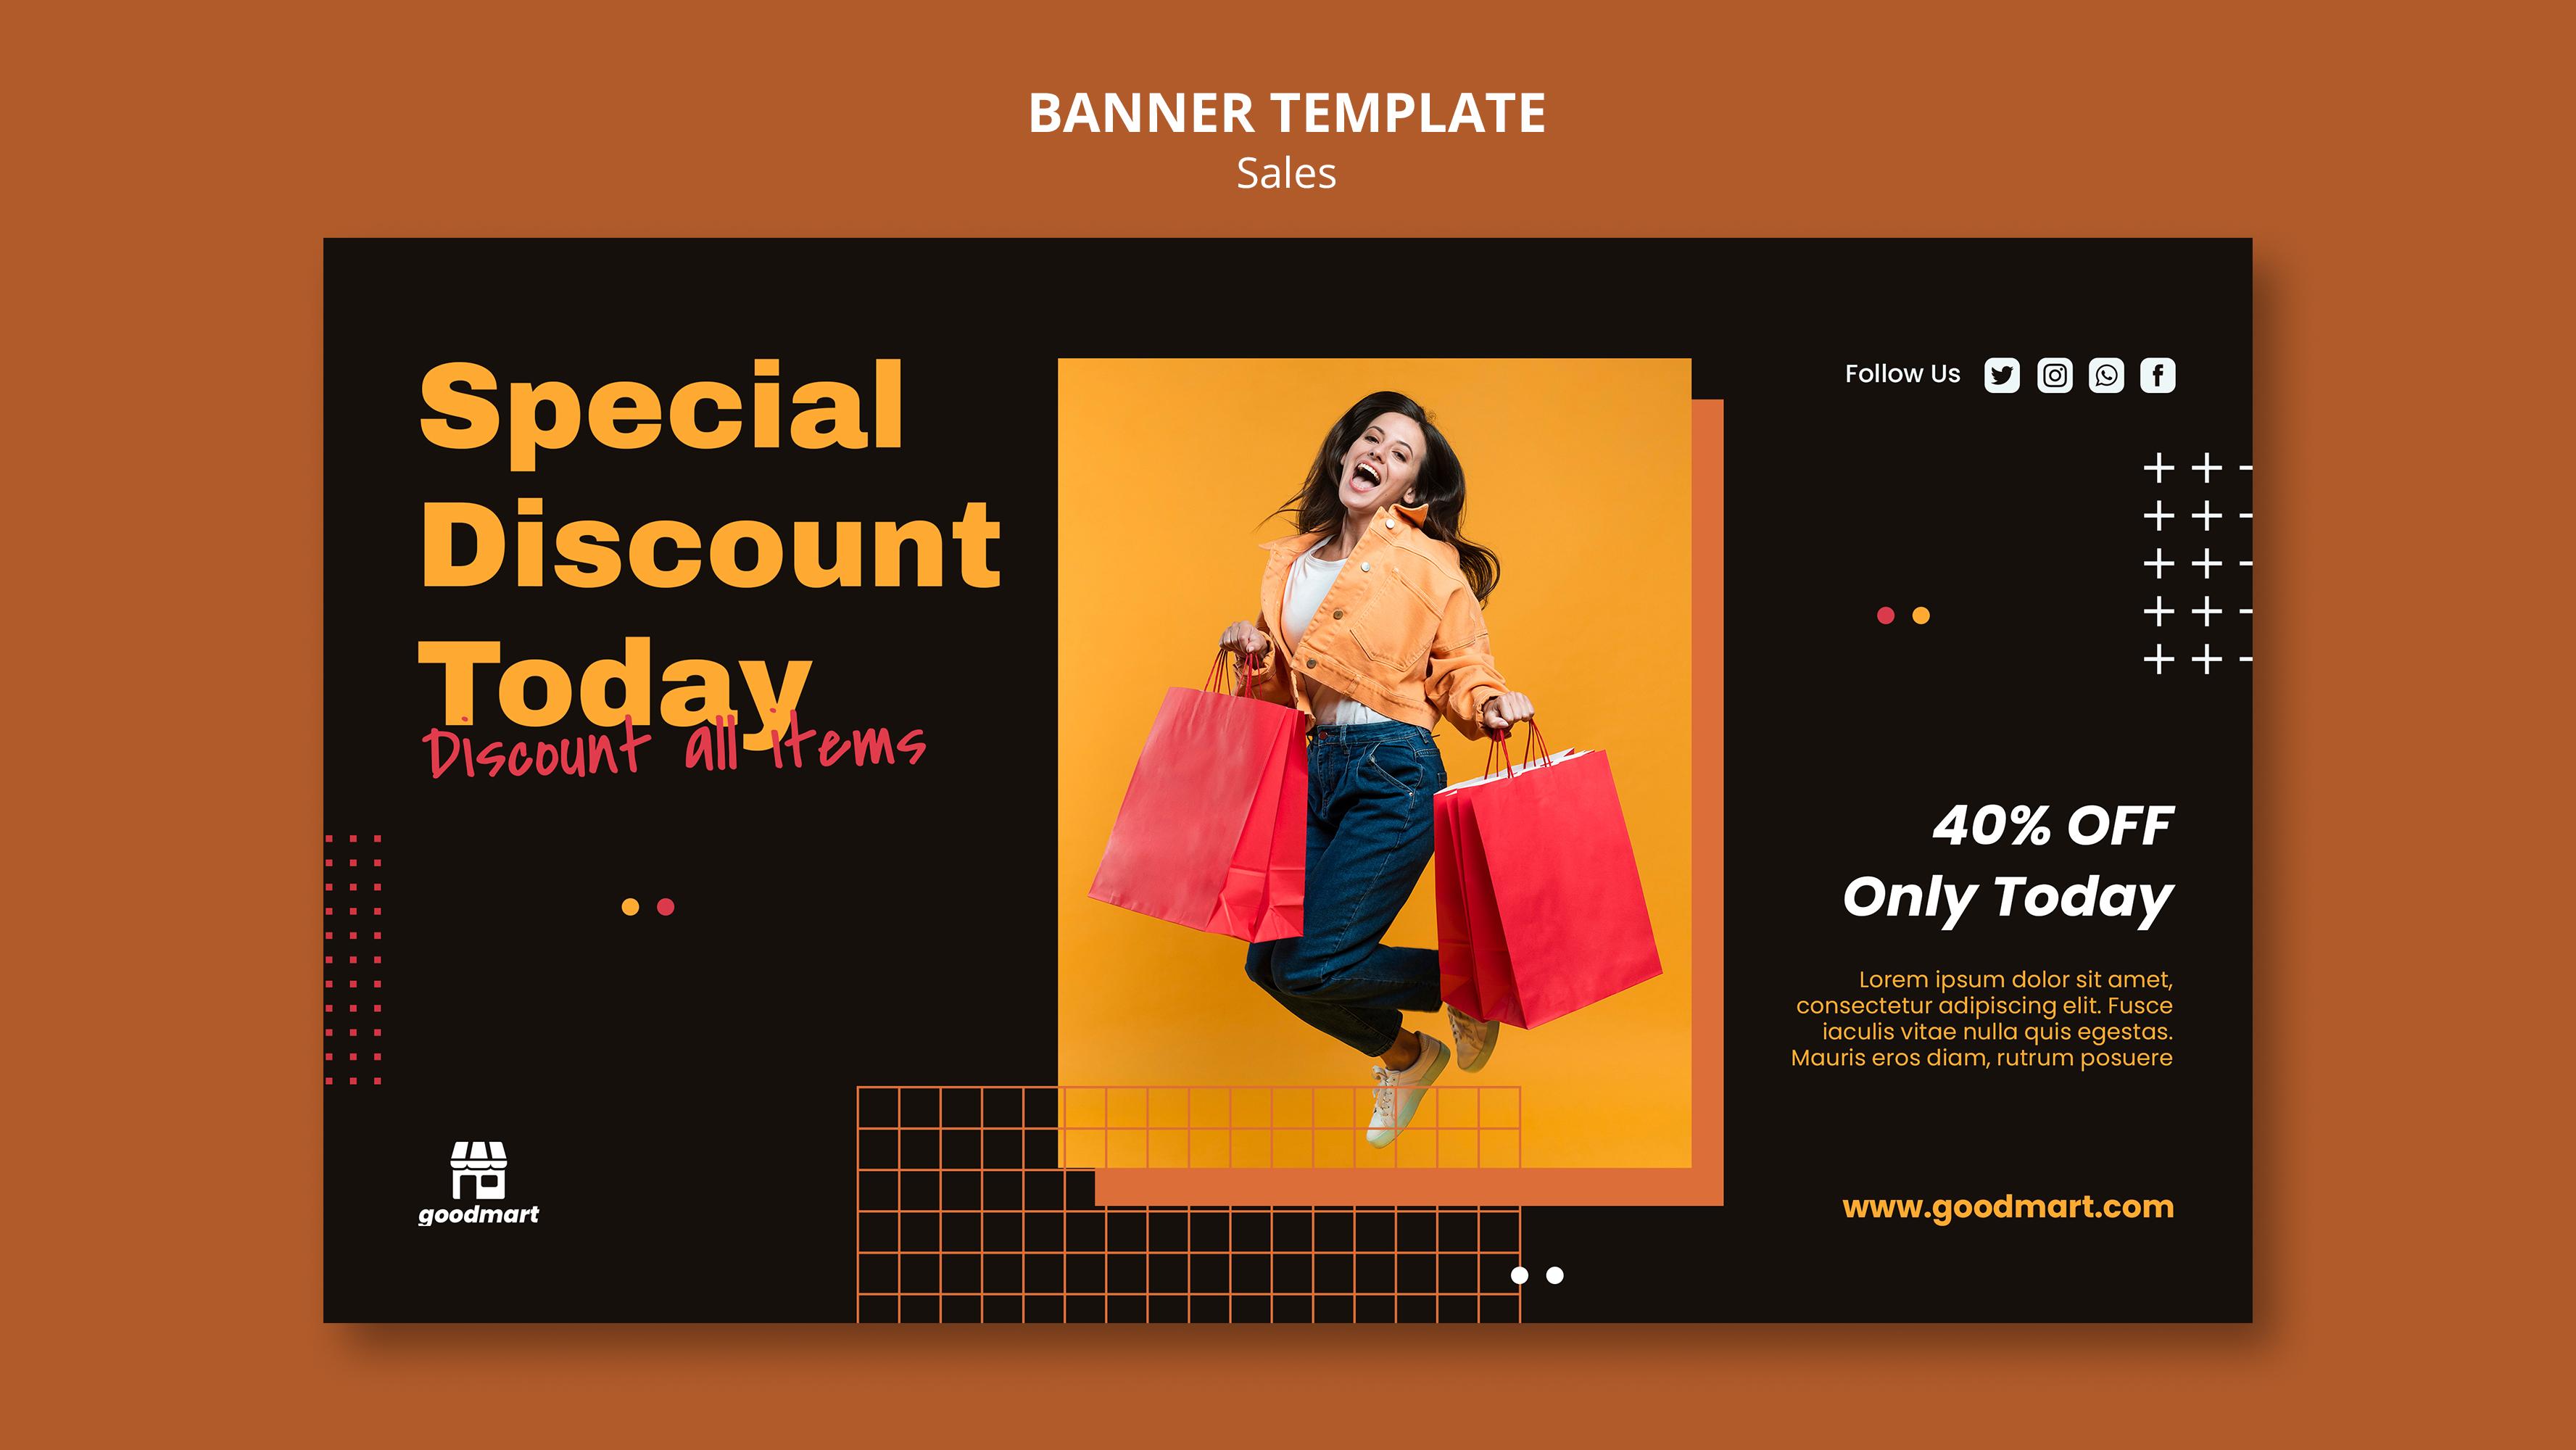 BANNER TEMPLATE
Sales
Special
Discount
Today
Discount all items
goodmart
Follow Us
40% OFF
Only Today
Lorem ipsum dolor sit amet,
consectetur adipiscing elit. Fusce
iaculis vitae nulla quis egestas.
Mauris eros diam, rutrum posuere
www.goodmart.com